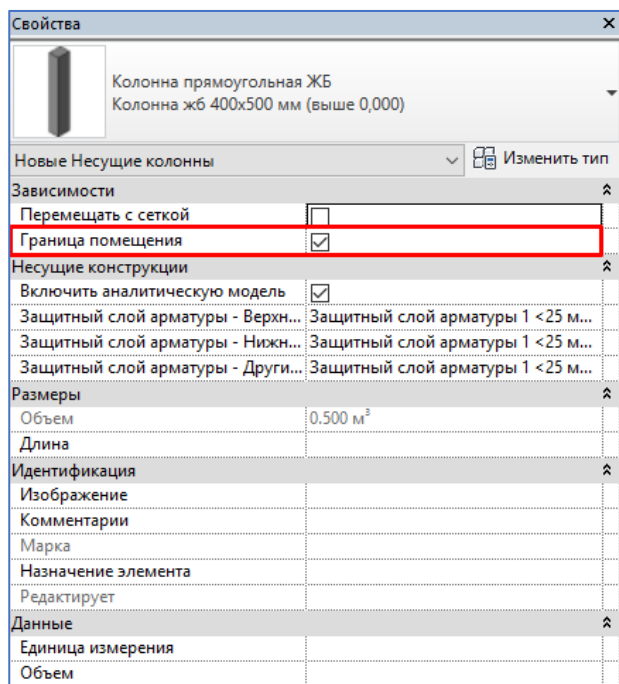 Свойства
Колонна прямоугольная ЖБ
Колонна жб 400х500 мм (выше 0,000)
Новые Несущие колонны Изменить тип
Зависимости
Перемещать с сеткой
Граница помещения
Несущие конструкции
Включить аналитическую модель
Защитный слой арматуры - Верхн... Защитный слой арматуры 1 <25 м...
Защитный слой арматуры - Нижн... Защитный слой арматуры 1 <25 м...
Защитный слой арматуры - Други... Защитный слой арматуры 1 <25 м...
Размеры
Объем 0.500 м³
Длина
Идентификация
Изображение
Комментарии
Марка
Назначение элемента
Редактирует
Данные
Единица измерения
Объем